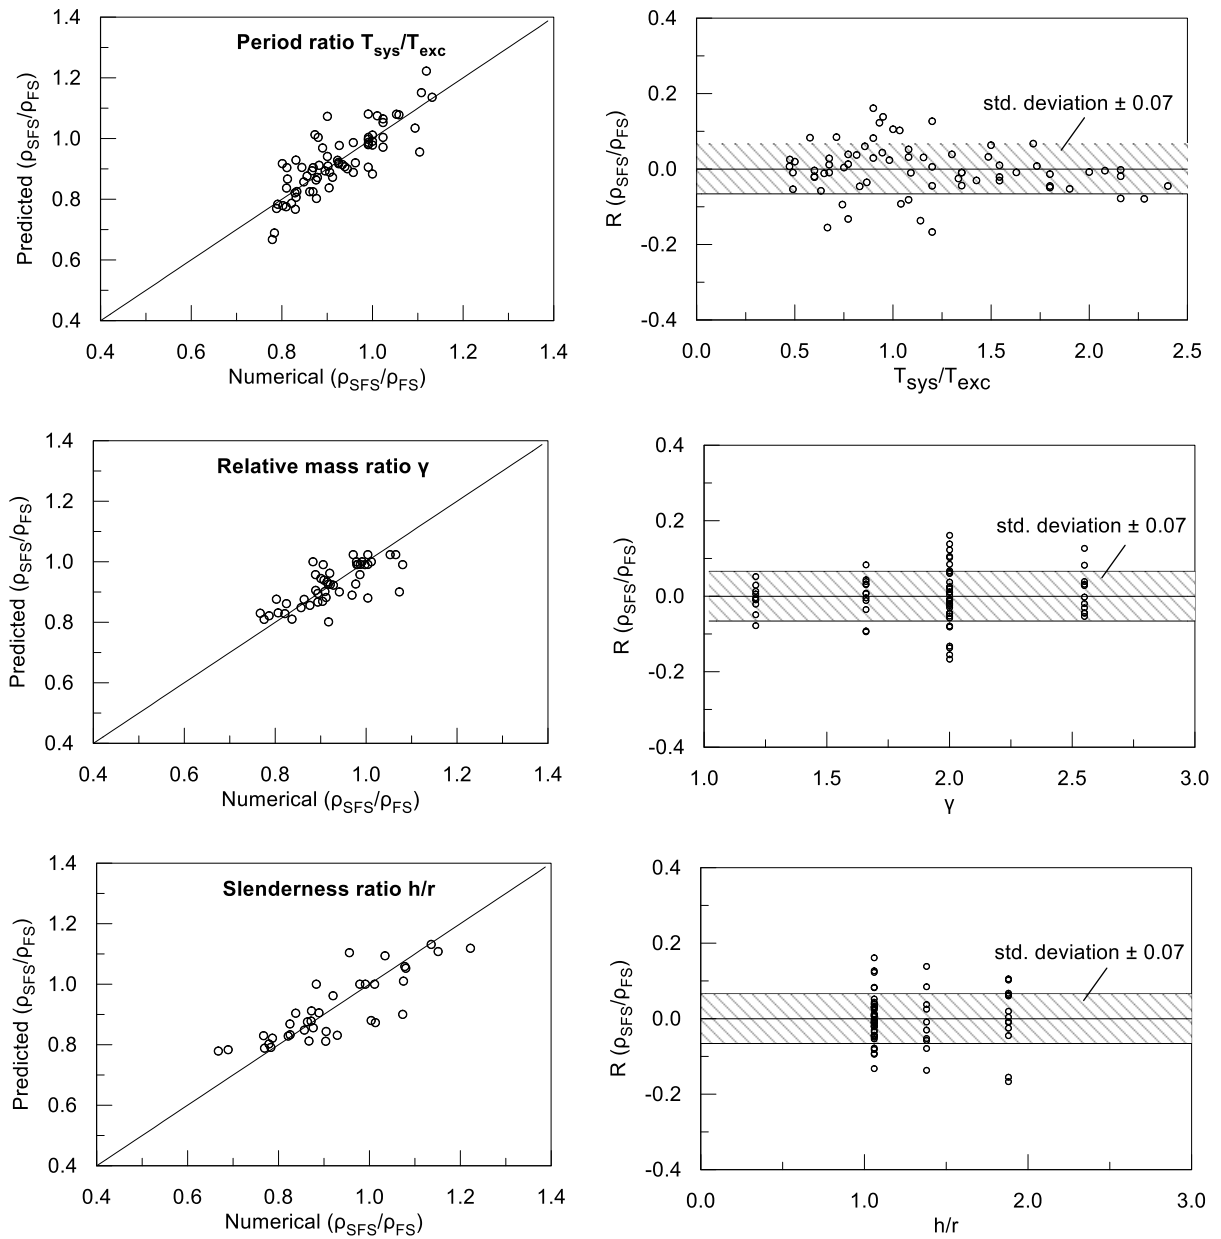 Period ratio Tsys/Texc
Predicted (ρSFS/ρFS)
1.4
1.2
1.0
0.8
0.6
0.4
0.4 0.6 0.8 1.0 1.2 1.4
Numerical (ρSFS/ρFS)
std. deviation ± 0.07
R (ρSFS/ρFS)
0.4
0.2
0.0
-0.2
-0.4
0.0 0.5 1.0 1.5 2.0 2.5
Tsys/Texc
Relative mass ratio γ
Predicted (ρSFS/ρFS)
1.4
1.2
1.0
0.8
0.6
0.4
0.4 0.6 0.8 1.0 1.2 1.4
Numerical (ρSFS/ρFS)
std. deviation ± 0.07
R (ρSFS/ρFS)
0.4
0.2
0.0
-0.2
-0.4
1.0 1.5 2.0 2.5 3.0
γ
Slenderness ratio h/r
Predicted (ρSFS/ρFS)
1.4
1.2
1.0
0.8
0.6
0.4
0.4 0.6 0.8 1.0 1.2 1.4
Numerical (ρSFS/ρFS)
std. deviation ± 0.07
R (ρSFS/ρFS)
0.4
0.2
0.0
-0.2
-0.4
0.0 1.0 2.0 3.0
h/r